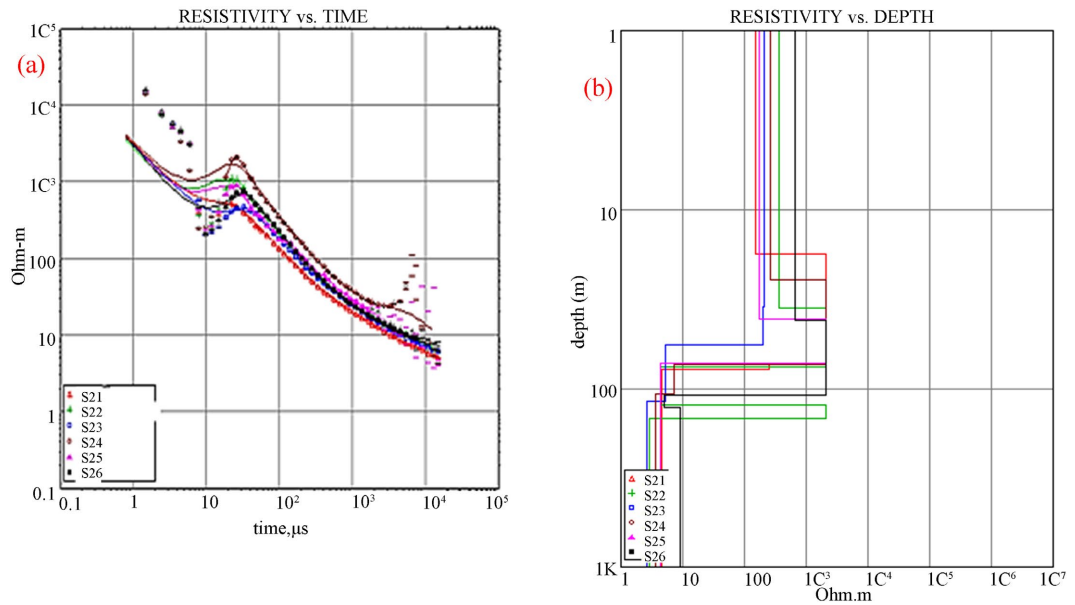 RESISTIVITY vs. TIME
(a)
1C⁵
1C⁴
1C³
100
10
1
0.1
Ohm-m
S21
S22
S23
S24
S25
S26
0.1 1 10 10² 10³ 10⁴ 10⁵
time,µs
RESISTIVITY vs. DEPTH
(b)
1
10
100
1K
depth (m)
S21
S22
S23
S24
S25
S26
1 10 100 1C³ 1C⁴ 1C⁵ 1C⁶ 1C⁷
Ohm.m